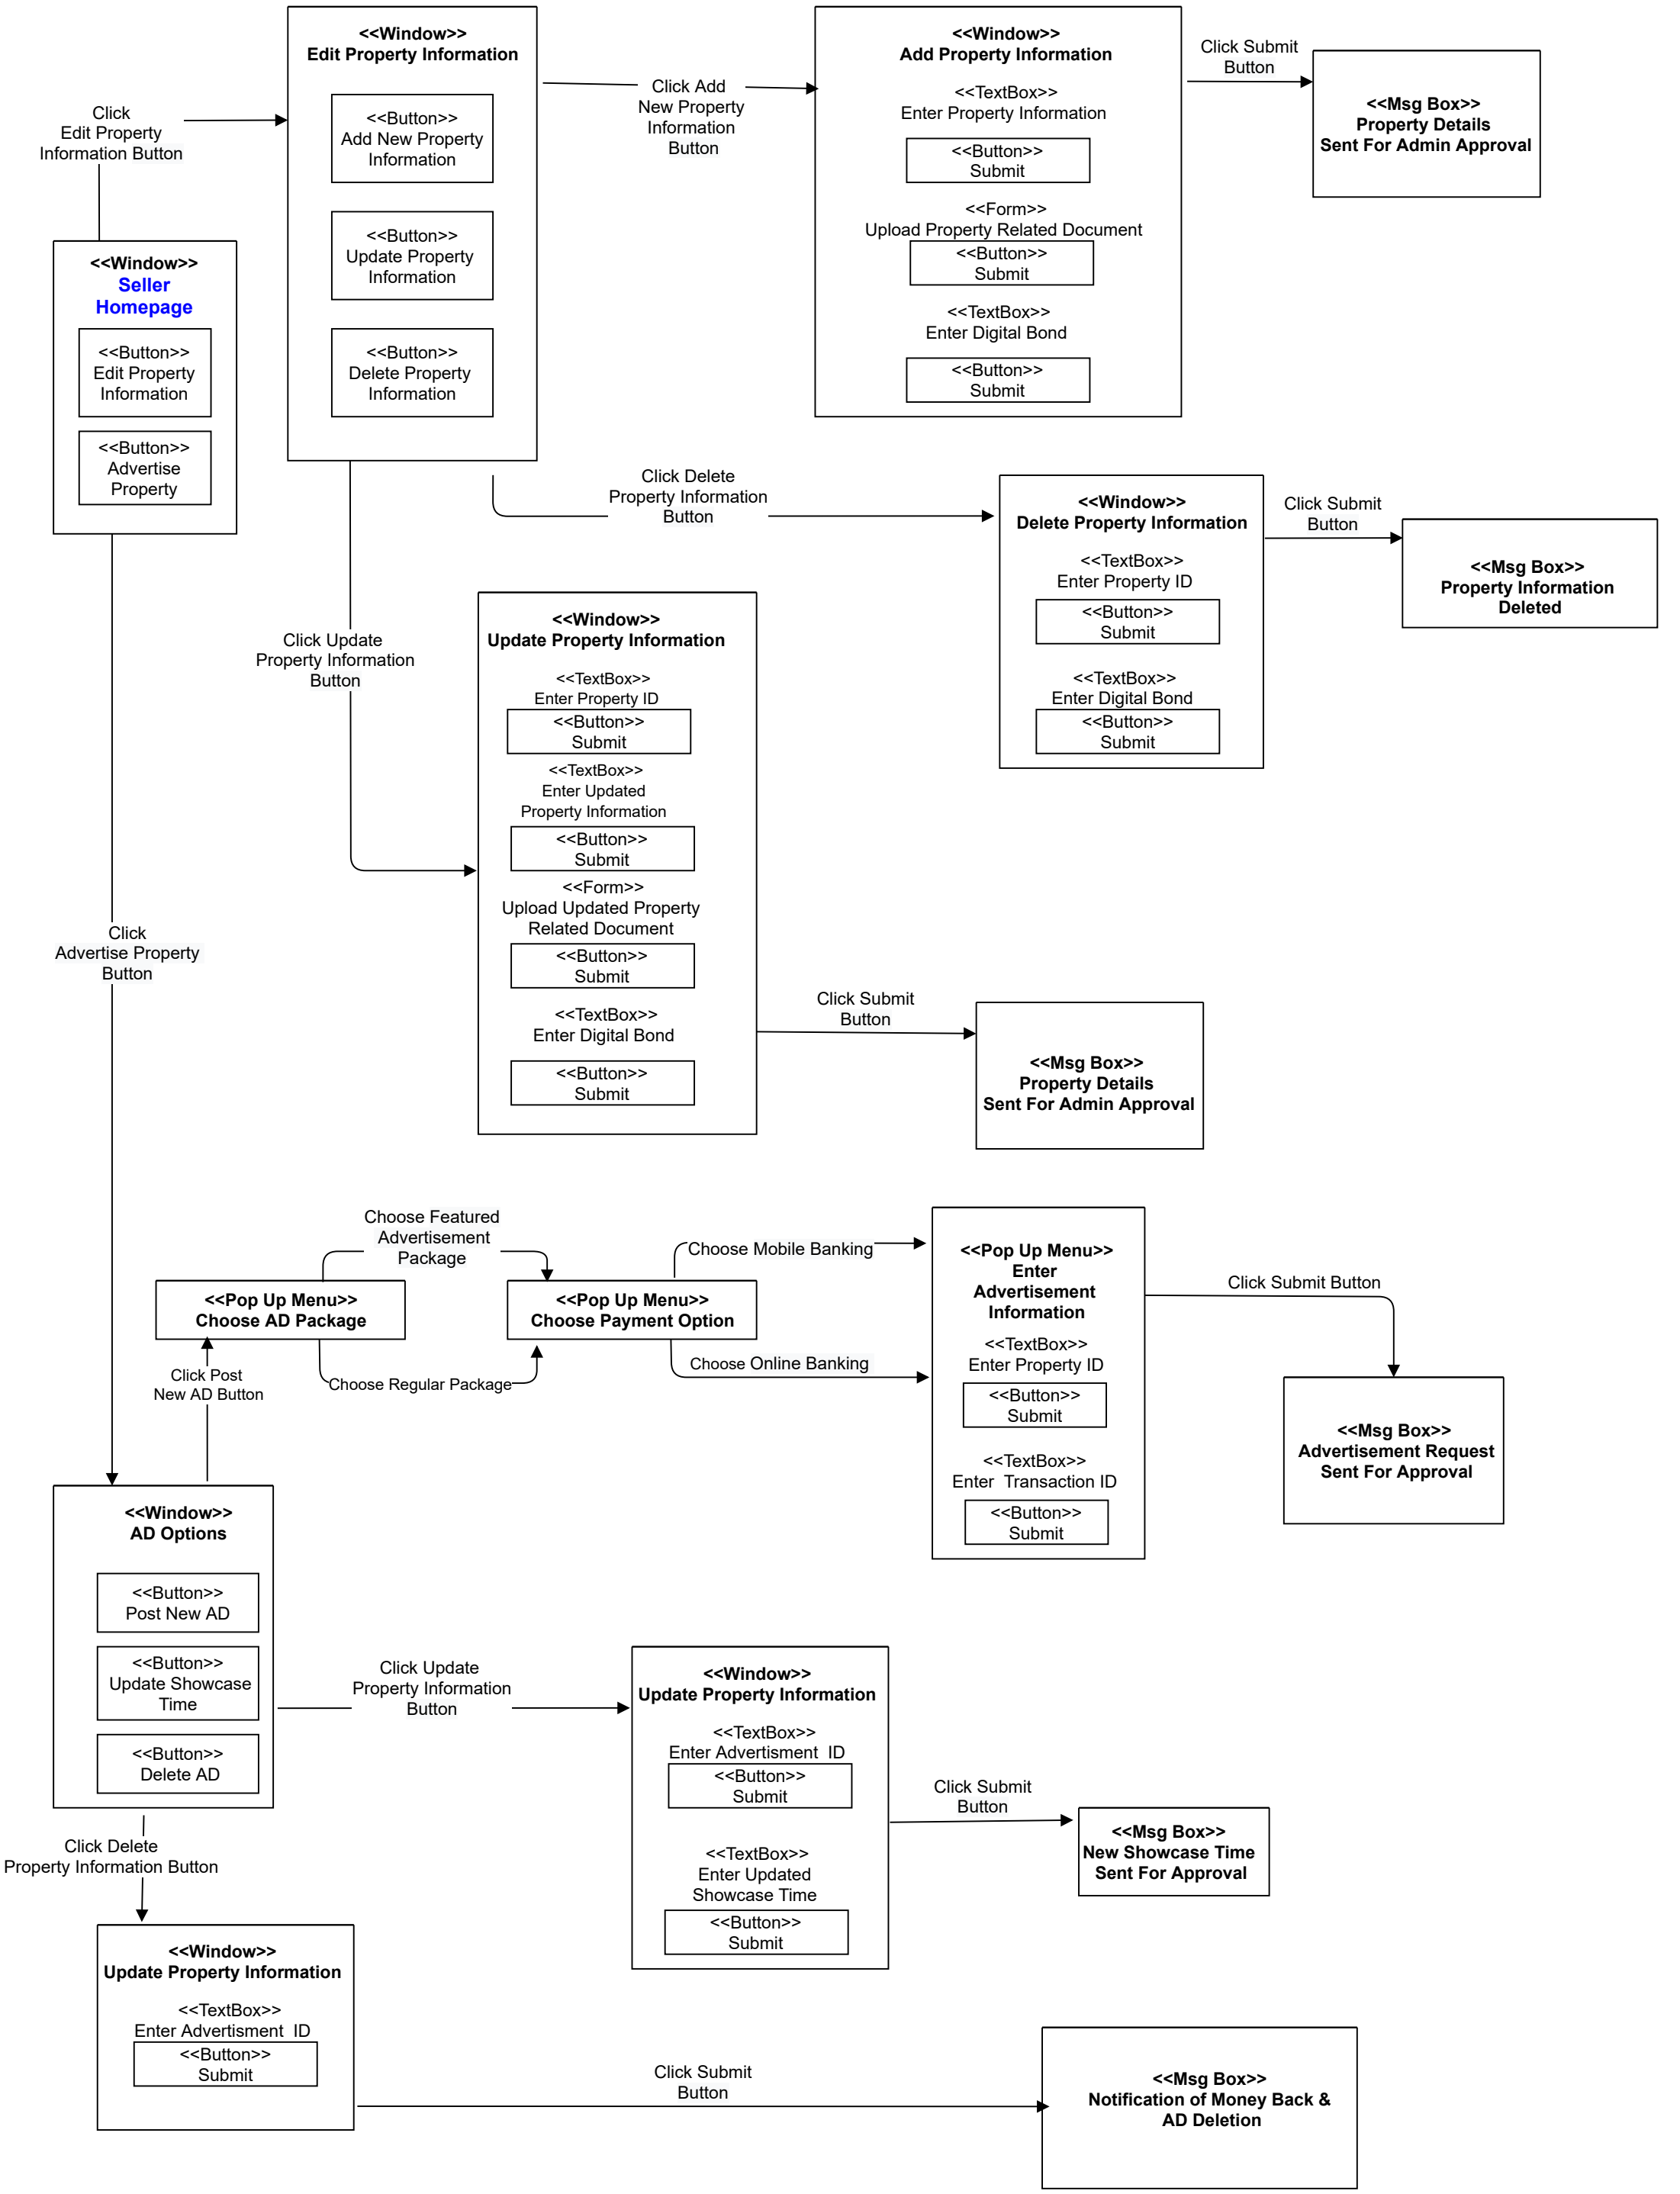 <<Window>>
Edit Property Information
<<Button>>
Add New Property
Information
<<Button>>
Update Property
Information
<<Button>>
Delete Property
Information
Click Add
New Property
Information
Button
<<Window>>
Add Property Information
<<TextBox>>
Enter Property Information
<<Button>>
Submit
<<Form>>
Upload Property Related Document
<<Button>>
Submit
<<TextBox>>
Enter Digital Bond
<<Button>>
Submit
Click Submit
Button
<<Msg Box>>
Property Details
Sent For Admin Approval
Click
Edit Property
Information Button
<<Window>>
Seller
Homepage
<<Button>>
Edit Property
Information
<<Button>>
Advertise
Property
Click Delete
Property Information
Button
<<Window>>
Delete Property Information
<<TextBox>>
Enter Property ID
<<Button>>
Submit
<<TextBox>>
Enter Digital Bond
<<Button>>
Submit
Click Submit
Button
<<Msg Box>>
Property Information
Deleted
Click Update
Property Information
Button
<<Window>>
Update Property Information
<<TextBox>>
Enter Property ID
<<Button>>
Submit
<<TextBox>>
Enter Updated
Property Information
<<Button>>
Submit
<<Form>>
Upload Updated Property
Related Document
<<Button>>
Submit
<<TextBox>>
Enter Digital Bond
<<Button>>
Submit
Click Submit
Button
<<Msg Box>>
Property Details
Sent For Admin Approval
Click
Advertise Property
Button
Choose Featured
Advertisement
Package
<<Pop Up Menu>>
Choose AD Package
Choose Regular Package
<<Pop Up Menu>>
Choose Payment Option
Choose Mobile Banking
Choose Online Banking
<<Pop Up Menu>>
Enter
Advertisement
Information
<<TextBox>>
Enter Property ID
<<Button>>
Submit
<<TextBox>>
Enter  Transaction ID
<<Button>>
Submit
Click Submit Button
<<Msg Box>>
Advertisement Request
Sent For Approval
Click Post
New AD Button
<<Window>>
AD Options
<<Button>>
Post New AD
<<Button>>
Update Showcase
Time
<<Button>>
Delete AD
Click Update
Property Information
Button
<<Window>>
Update Property Information
<<TextBox>>
Enter Advertisment  ID
<<Button>>
Submit
<<TextBox>>
Enter Updated
Showcase Time
<<Button>>
Submit
Click Submit
Button
<<Msg Box>>
New Showcase Time
Sent For Approval
Click Delete
Property Information Button
<<Window>>
Update Property Information
<<TextBox>>
Enter Advertisment  ID
<<Button>>
Submit
Click Submit
Button
<<Msg Box>>
Notification of Money Back &
AD Deletion